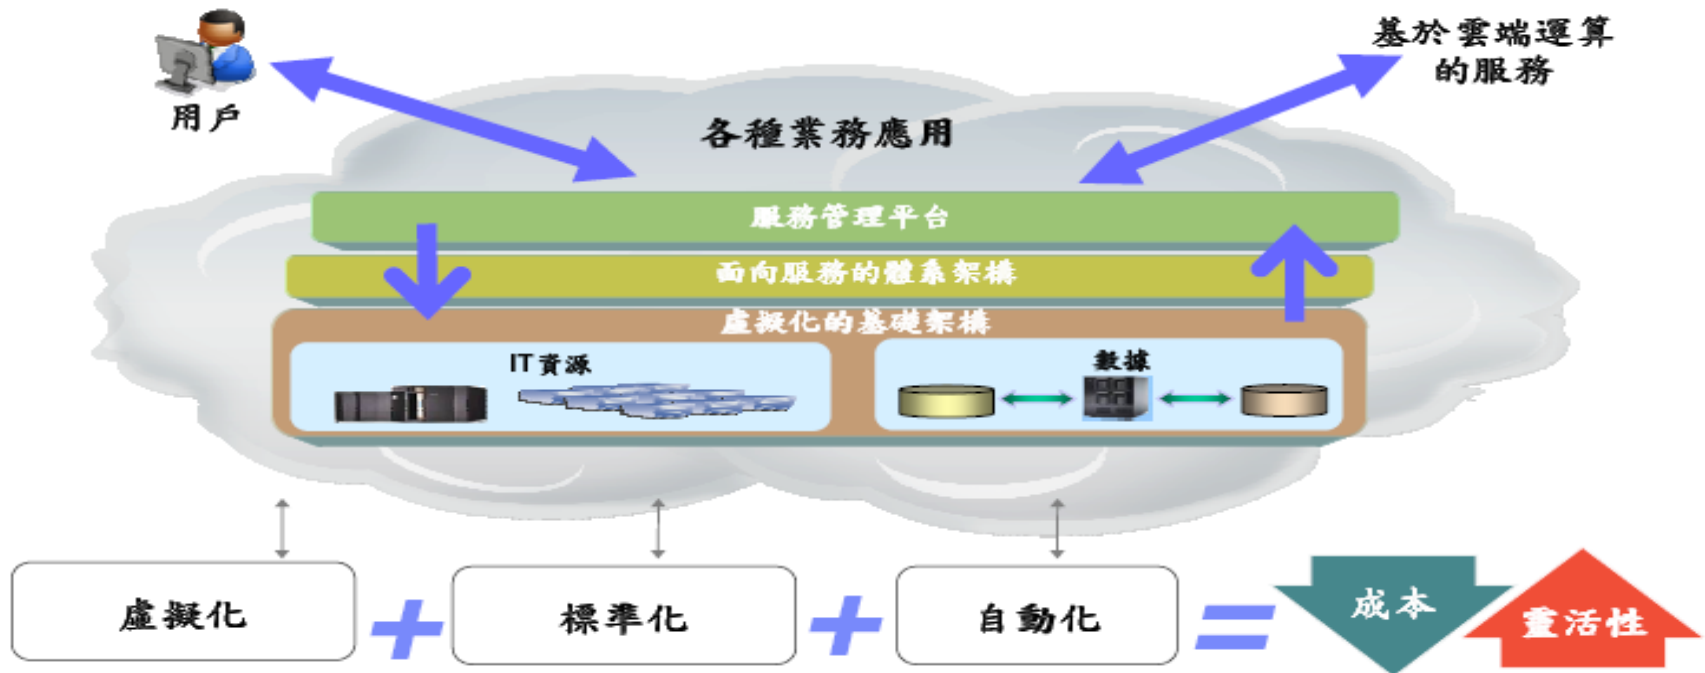 基於雲端運算
的服務
用戶
各種業務應用
服務管理平台
面向服務的體系架構
虛擬化的基礎架構
IT資源
數據
虛擬化
+
標準化
+
自動化
=
成本
靈活性